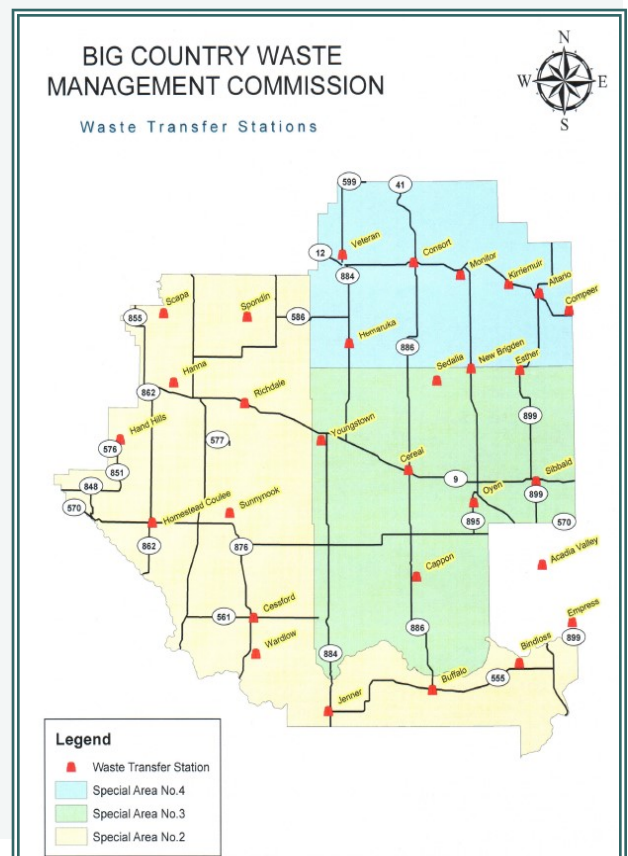 BIG COUNTRY WASTE
MANAGEMENT COMMISSION
Waste Transfer Stations
N
W E
S
599
41
Veteran
12
Consort
Monitor
884
Kirriemuir
Altario
Compeer
Scapa
Spondin
855
586
Hemaruka
886
Sedalia
New Brigden
Esther
Hanna
862
Richdale
899
Hand Hills
577
Youngstown
576
851
Cereal
9
Sibbald
848
899
Oyen
570
Sunnynook
Homestead Coulee
895
570
862
876
Acadia Valley
Cappon
561
Cessford
Empress
886
899
Wardlow
884
Bindloss
Buffalo
555
Jenner
Legend
Waste Transfer Station
Special Area No.4
Special Area No.3
Special Area No.2